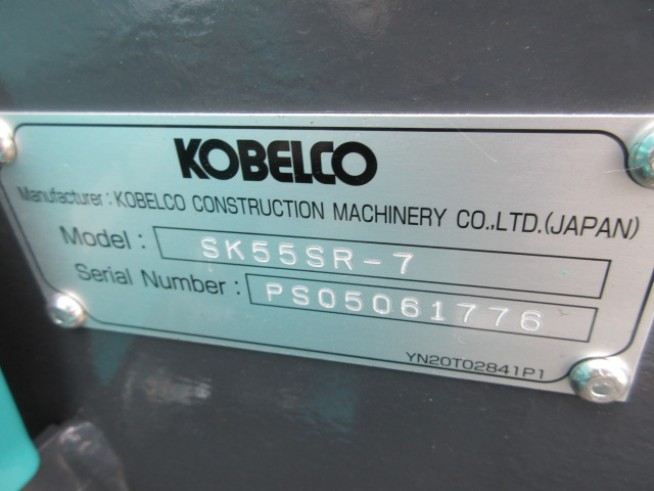 KOBELCO
Manufacturer : KOBELCO CONSTRUCTION MACHINERY CO.,LTD.(JAPAN)
Model : SK55SR-7
Serial Number : PS05061776
YN20T02841P1